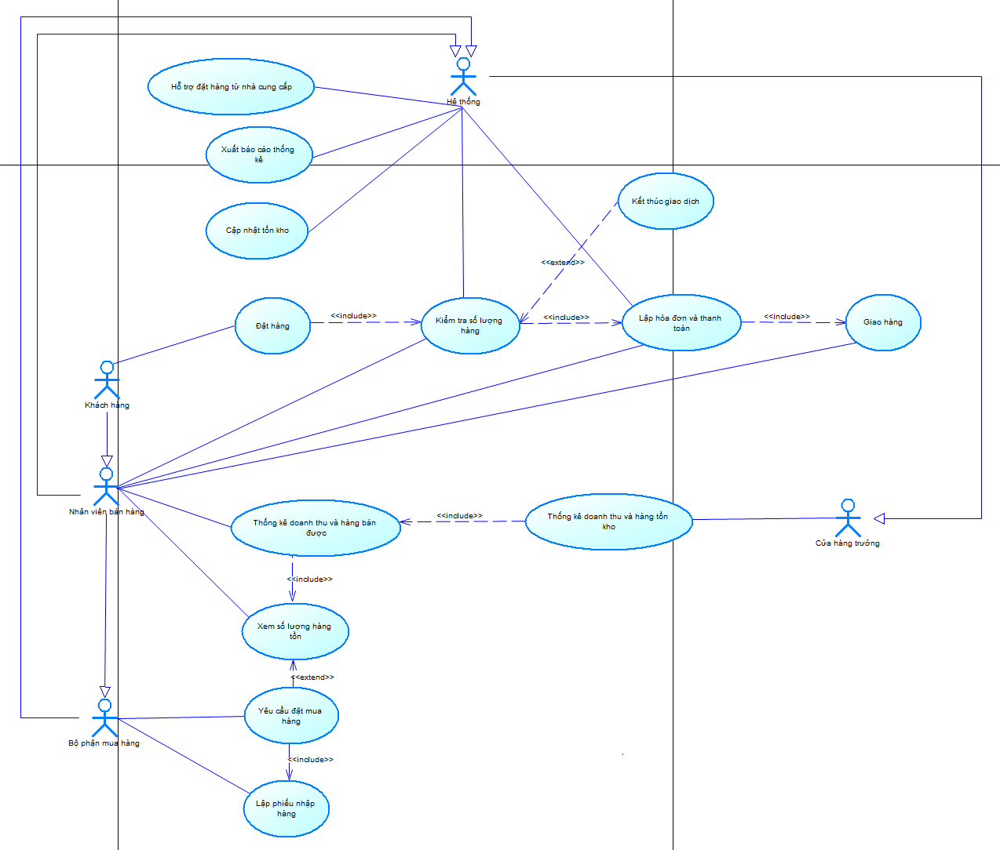 Hỗ trợ đặt hàng từ nhà cung cấp
Hệ thống
Xuất báo cáo thống
kê
Cập nhật tồn kho
Kết thúc giao dịch
<<extend>>
Đặt hàng
<<include>>
Kiểm tra số lượng
hàng
<<include>>
Lập hóa đơn và thanh
toán
<<include>>
Giao hàng
Khách hàng
Nhân viên bán hàng
Thống kê doanh thu và hàng bán
được
<<include>>
Thống kê doanh thu và hàng tồn
kho
Cửa hàng trưởng
<<include>>
Xem số lượng hàng
tồn
<<extend>>
Yêu cầu đặt mua
hàng
Bộ phận mua hàng
<<include>>
Lập phiếu nhập
hàng